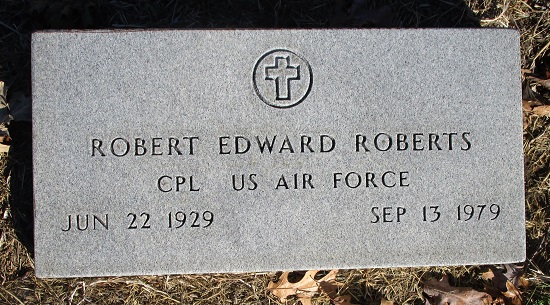 ROBERT EDWARD ROBERTS
CPL US AIR FORCE
JUN 22 1929 SEP 13 1979